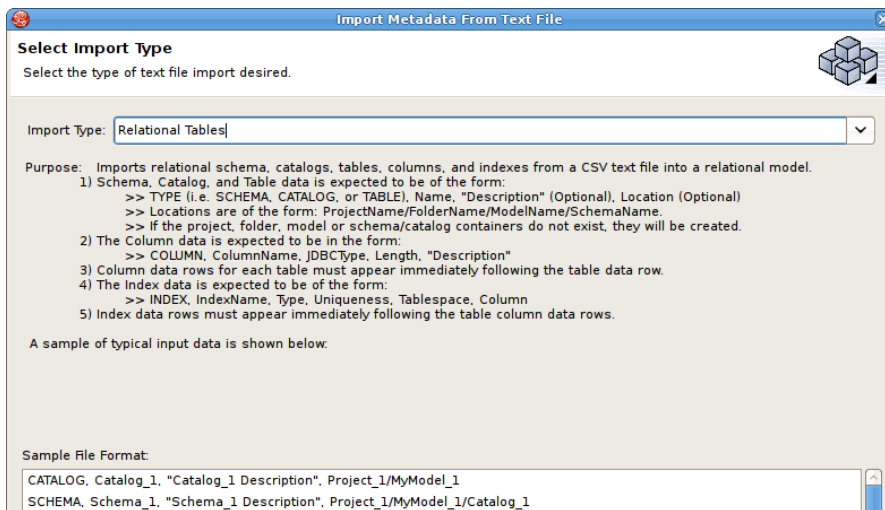 Import Metadata From Text File
Select Import Type
Select the type of text file import desired.
Import Type: Relational Tables
Purpose: Imports relational schema, catalogs, tables, columns, and indexes from a CSV text file into a relational model.
1) Schema, Catalog, and Table data is expected to be of the form:
>> TYPE (i.e. SCHEMA, CATALOG, or TABLE), Name, "Description" (Optional), Location (Optional)
>> Locations are of the form: ProjectName/FolderName/ModelName/SchemaName.
>> If the project, folder, model or schema/catalog containers do not exist, they will be created.
2) The Column data is expected to be in the form:
>> COLUMN, ColumnName, JDBCType, Length, "Description"
3) Column data rows for each table must appear immediately following the table data row.
4) The Index data is expected to be of the form:
>> INDEX, IndexName, Type, Uniqueness, Tablespace, Column
5) Index data rows must appear immediately following the table column data rows.
A sample of typical input data is shown below:
Sample File Format:
CATALOG, Catalog_1, "Catalog_1 Description", Project_1/MyModel_1
SCHEMA, Schema_1, "Schema_1 Description", Project_1/MyModel_1/Catalog_1